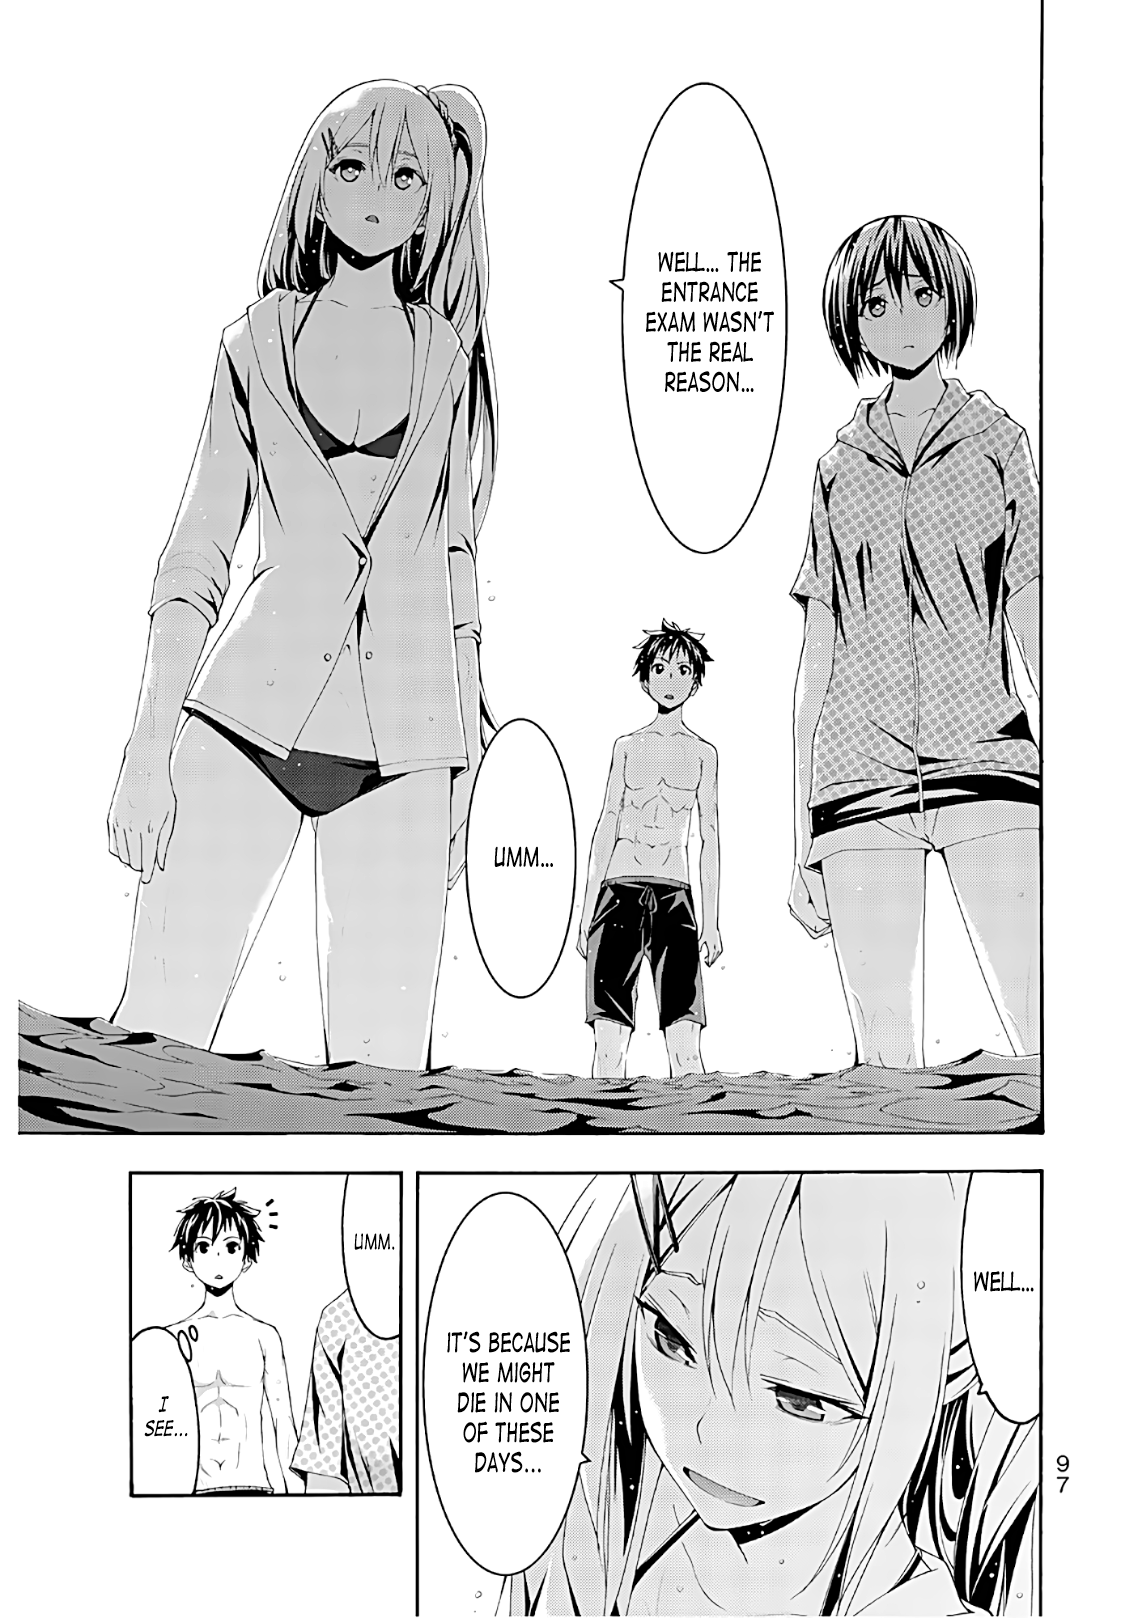 WELL... THE
ENTRANCE
EXAM WASN'T
THE REAL
REASON...
UMM...
WELL...
IT'S BECAUSE
WE MIGHT
DIE IN ONE
OF THESE
DAYS...
UMM.
I
SEE...
97